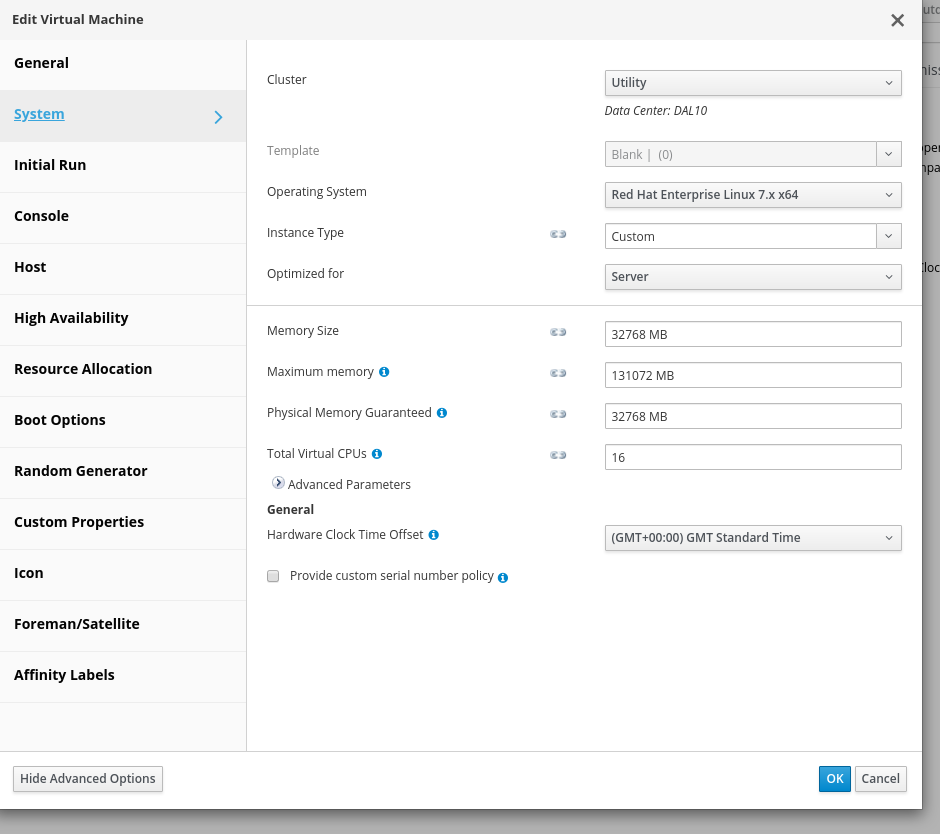 Edit Virtual Machine
General
System
Initial Run
Console
Host
High Availability
Resource Allocation
Boot Options
Random Generator
Custom Properties
Icon
Foreman/Satellite
Affinity Labels
Cluster
Utility
Data Center: DAL10
Template
Blank | (0)
Operating System
Red Hat Enterprise Linux 7.x x64
Instance Type
Custom
Optimized for
Server
Memory Size
32768 MB
Maximum memory
131072 MB
Physical Memory Guaranteed
32768 MB
Total Virtual CPUs
16
Advanced Parameters
General
Hardware Clock Time Offset
(GMT+00:00) GMT Standard Time
Provide custom serial number policy
Hide Advanced Options
OK
Cancel